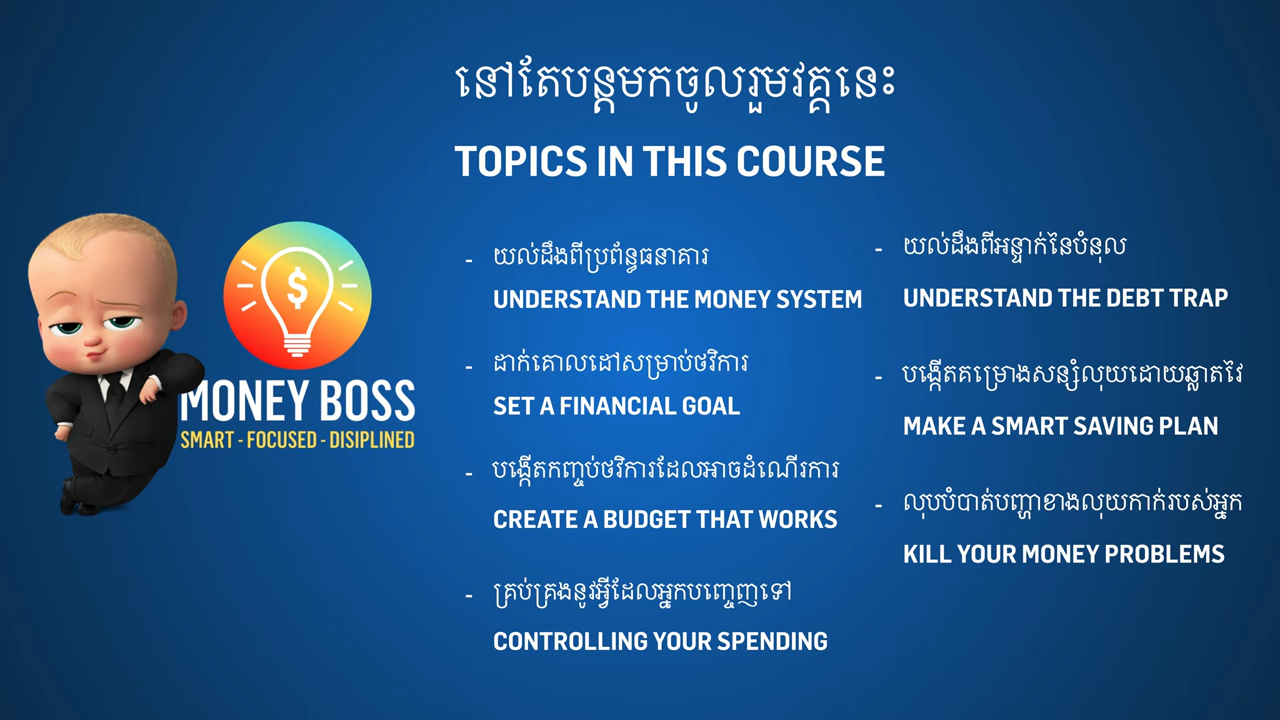 នៅតែបន្តមកចូលរួមវគ្គនេះ
TOPICS IN THIS COURSE
MONEY BOSS
SMART - FOCUSED - DISIPLINED
- យល់ដឹងពីប្រព័ន្ធធនាគារ
UNDERSTAND THE MONEY SYSTEM
- ដាក់គោលដៅសម្រាប់ថវិការ
SET A FINANCIAL GOAL
- បង្កើតកញ្ចប់ថវិការដែលអាចដំណើរការ
CREATE A BUDGET THAT WORKS
- គ្រប់គ្រងនូវអ្វីដែលអ្នកបញ្ចេញទៅ
CONTROLLING YOUR SPENDING
- យល់ដឹងពីអន្ទាក់នៃបំនុល
UNDERSTAND THE DEBT TRAP
- បង្កើតគម្រោងសន្សំលុយដោយឆ្លាតវៃ
MAKE A SMART SAVING PLAN
- លុបបំបាត់បញ្ហាខាងលុយកាក់របស់អ្នក
KILL YOUR MONEY PROBLEMS